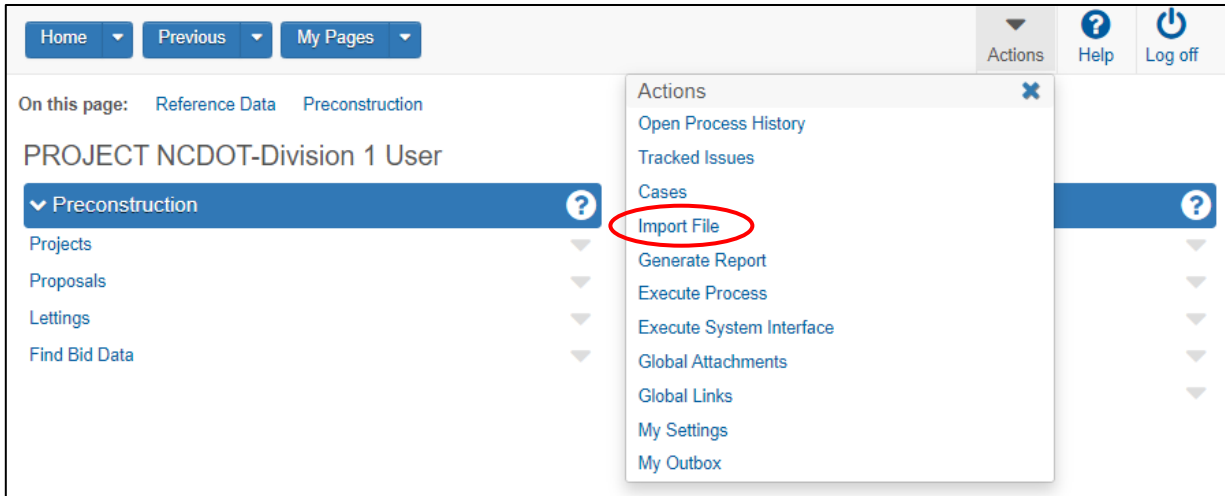 Home Previous My Pages
Actions Help Log off
On this page: Reference Data Preconstruction
PROJECT NCDOT-Division 1 User
Preconstruction
Projects
Proposals
Lettings
Find Bid Data
Actions
Open Process History
Tracked Issues
Cases
Import File
Generate Report
Execute Process
Execute System Interface
Global Attachments
Global Links
My Settings
My Outbox